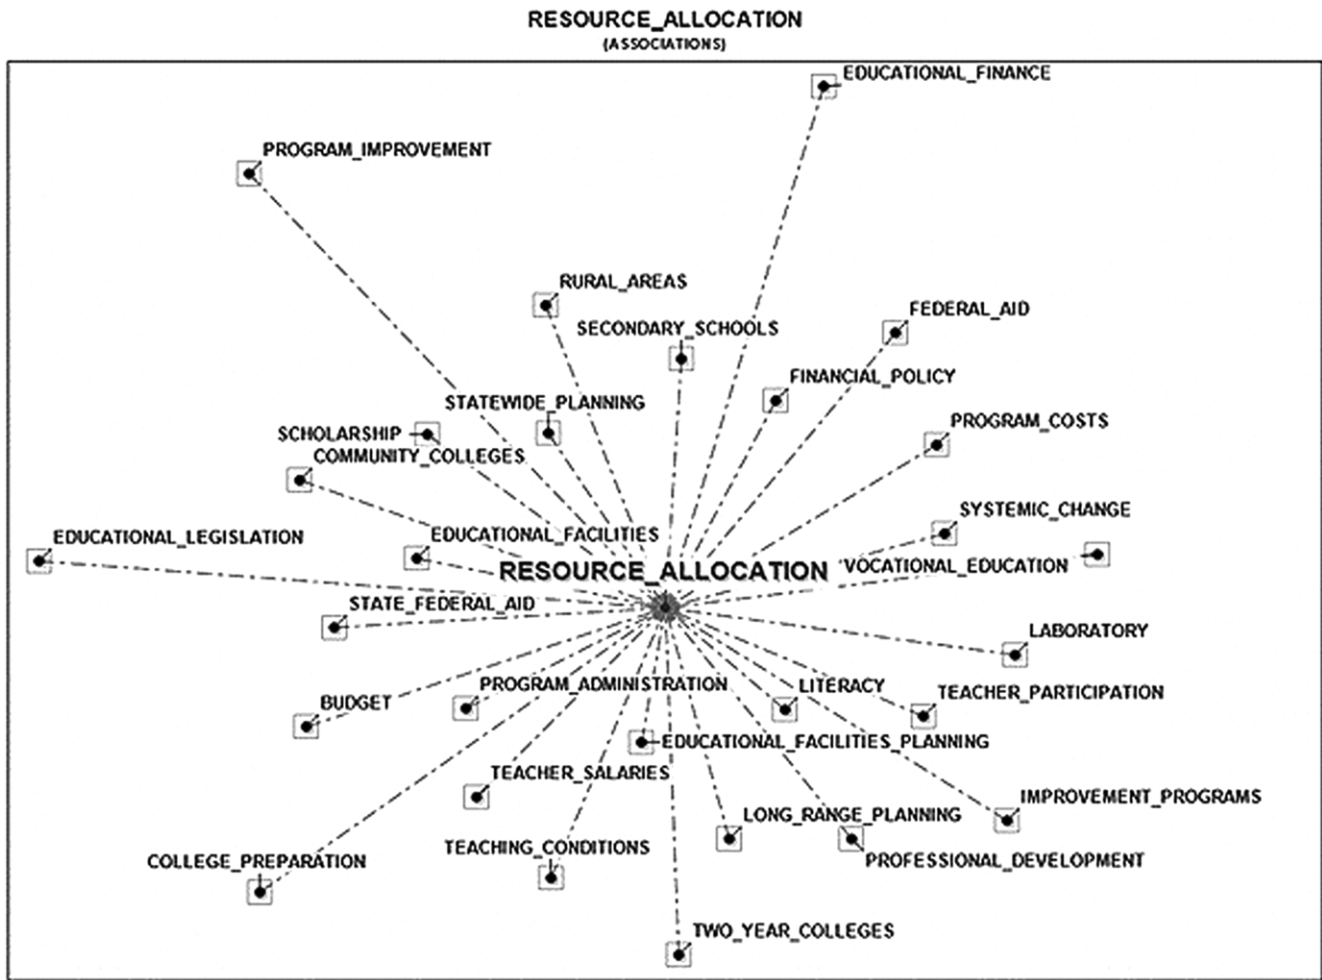 RESOURCE_ALLOCATION
(ASSOCIATIONS)
EDUCATIONAL_FINANCE
PROGRAM_IMPROVEMENT
RURAL_AREAS
FEDERAL_AID
SECONDARY_SCHOOLS
FINANCIAL_POLICY
STATEWIDE_PLANNING
PROGRAM_COSTS
SCHOLARSHIP
COMMUNITY_COLLEGES
SYSTEMIC_CHANGE
EDUCATIONAL_LEGISLATION
EDUCATIONAL_FACILITIES
VOCATIONAL_EDUCATION
RESOURCE_ALLOCATION
STATE_FEDERAL_AID
LABORATORY
PROGRAM_ADMINISTRATION
LITERACY
TEACHER_PARTICIPATION
BUDGET
EDUCATIONAL_FACILITIES_PLANNING
TEACHER_SALARIES
IMPROVEMENT_PROGRAMS
LONG_RANGE_PLANNING
TEACHING_CONDITIONS
COLLEGE_PREPARATION
PROFESSIONAL_DEVELOPMENT
TWO_YEAR_COLLEGES